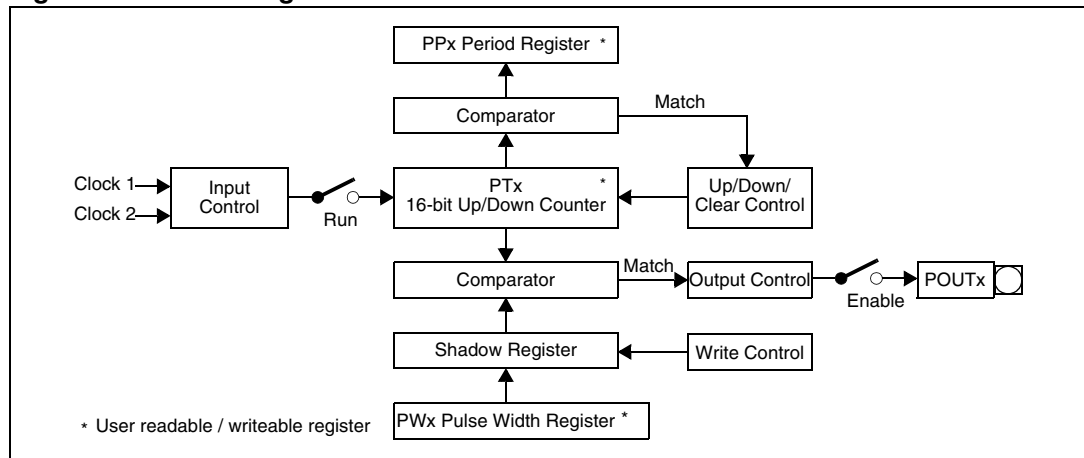 PPx Period Register *
Comparator
Match
Clock 1
Clock 2
Input
Control
Run
PTx *
16-bit Up/Down Counter
Up/Down/
Clear Control
Comparator
Match
Output Control
Enable
POUTx
Shadow Register
Write Control
PWx Pulse Width Register *
* User readable / writeable register